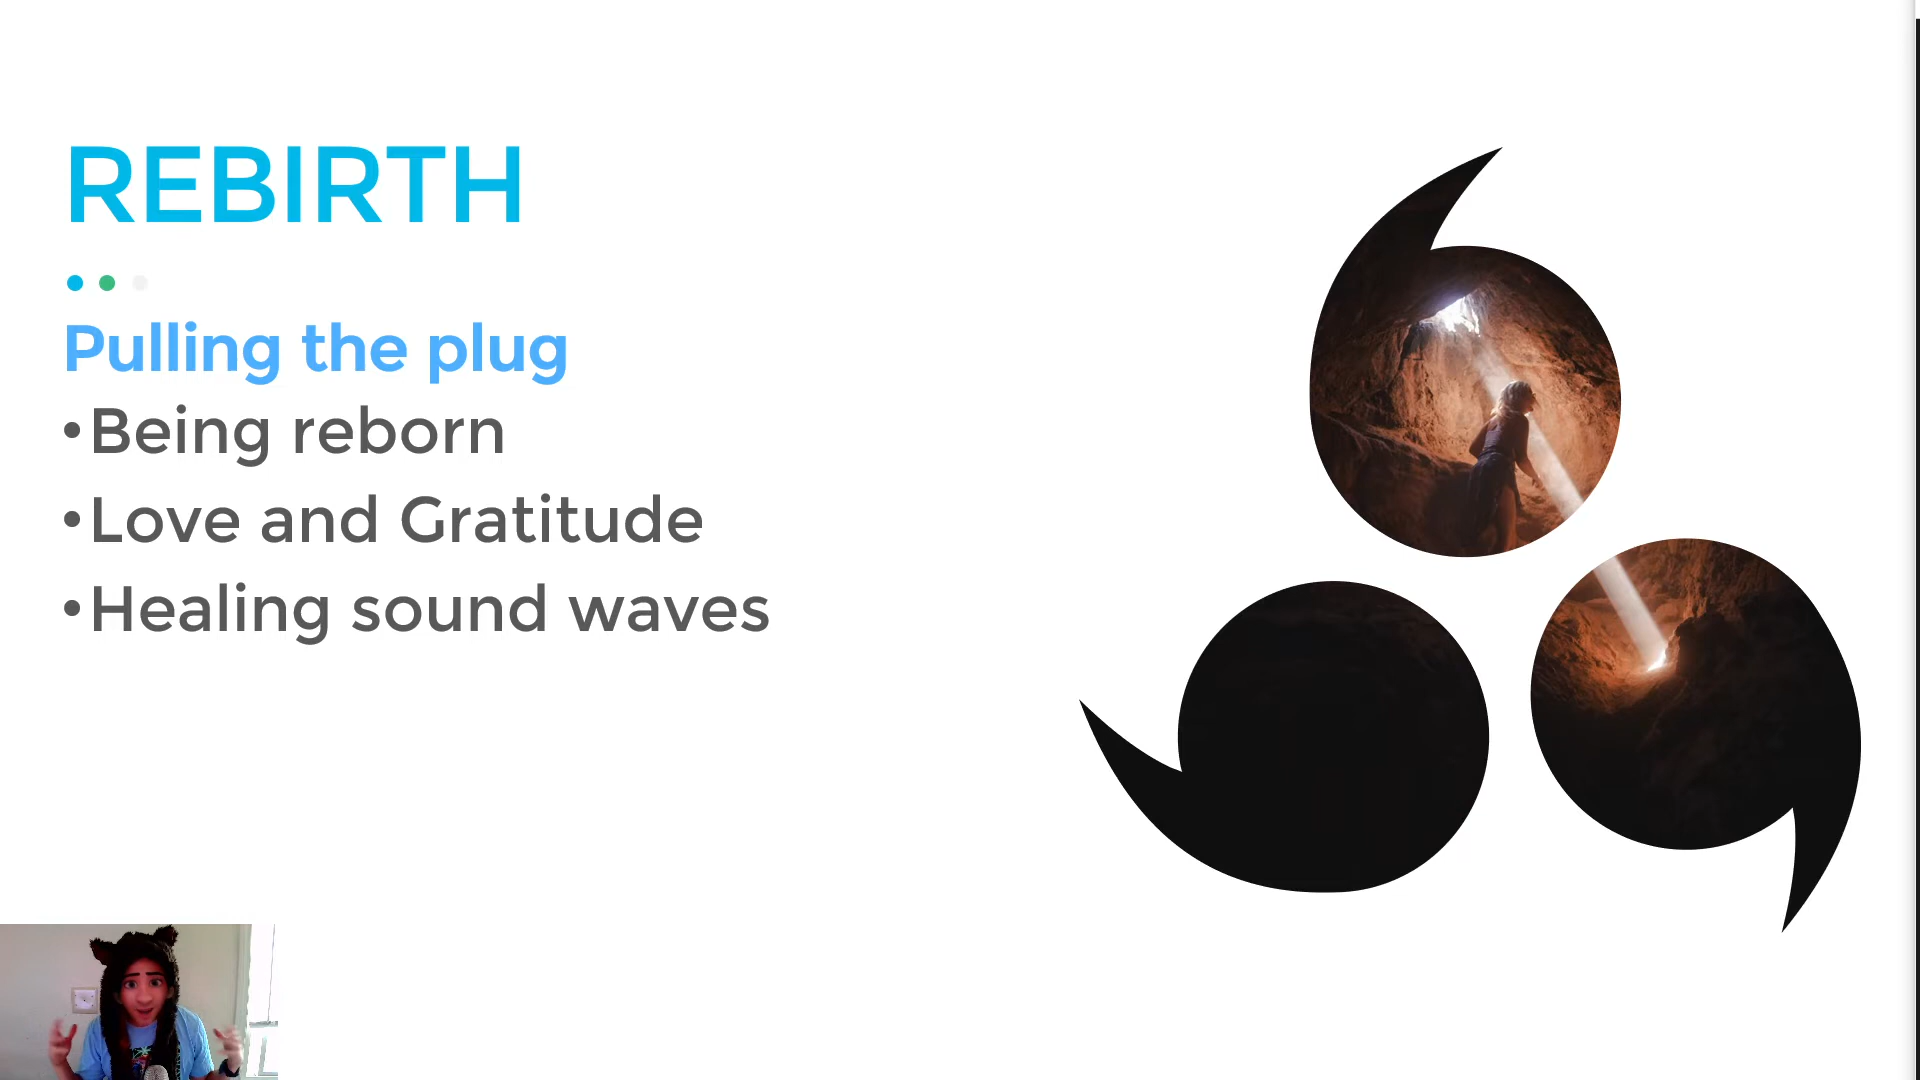 REBIRTH
Pulling the plug
•Being reborn
•Love and Gratitude
•Healing sound waves